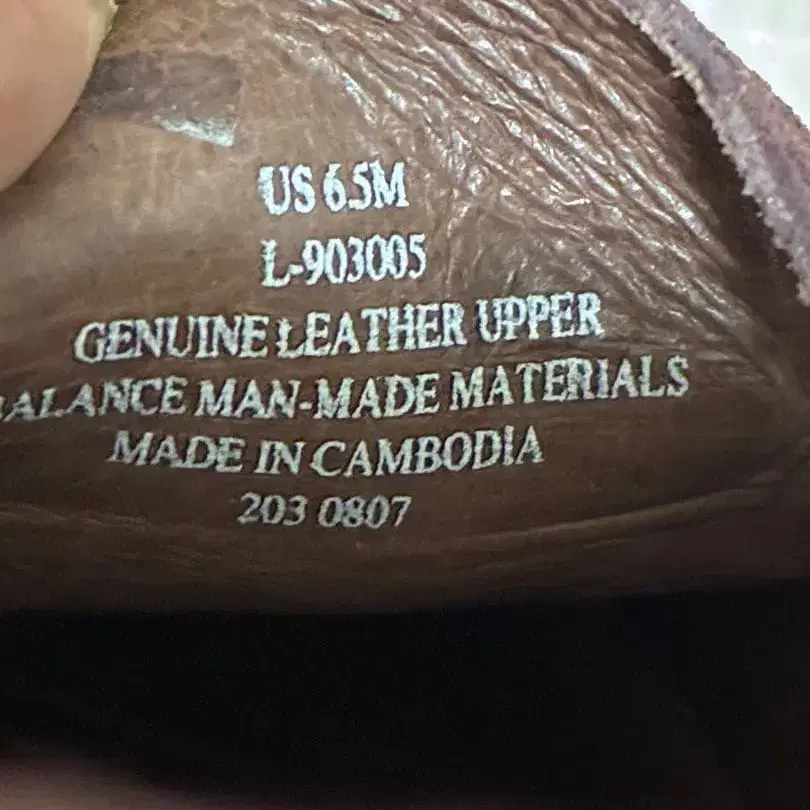 US 6.5M
L-903005
GENUINE LEATHER UPPER
BALANCE MAN-MADE MATERIALS
MADE IN CAMBODIA
203 0807